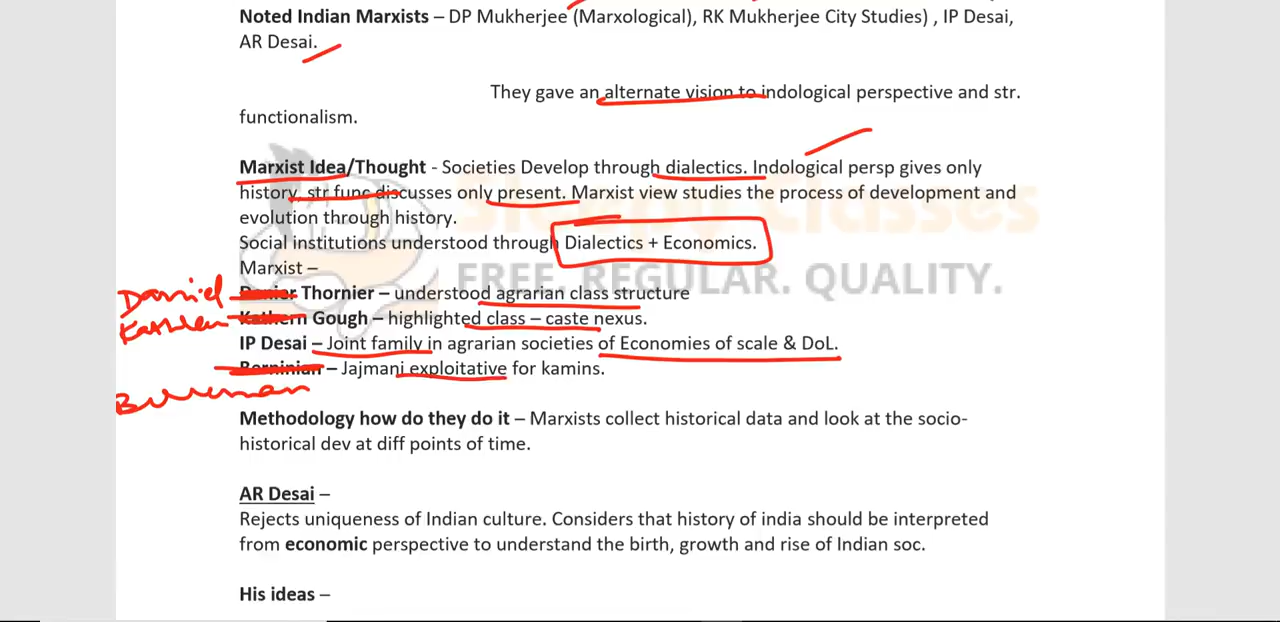 Noted Indian Marxists – DP Mukherjee (Marxological), RK Mukherjee City Studies) , IP Desai,
AR Desai.
They gave an alternate vision to indological perspective and str.
functionalism.
Marxist Idea/Thought - Societies Develop through dialectics. Indological persp gives only
history, str func discusses only present. Marxist view studies the process of development and
evolution through history.
Social institutions understood through Dialectics + Economics.
Marxist –
Daniel
Danier Thornier – understood agrarian class structure
Kathleen
Kathern Gough – highlighted class – caste nexus.
IP Desai – Joint family in agrarian societies of Economies of scale & DoL.
Berninian – Jajmani exploitative for kamins.
Methodology how do they do it – Marxists collect historical data and look at the socio-
historical dev at diff points of time.
AR Desai –
Rejects uniqueness of Indian culture. Considers that history of india should be interpreted
from economic perspective to understand the birth, growth and rise of Indian soc.
His ideas –
Sleepy Classes
FREE. REGULAR. QUALITY.